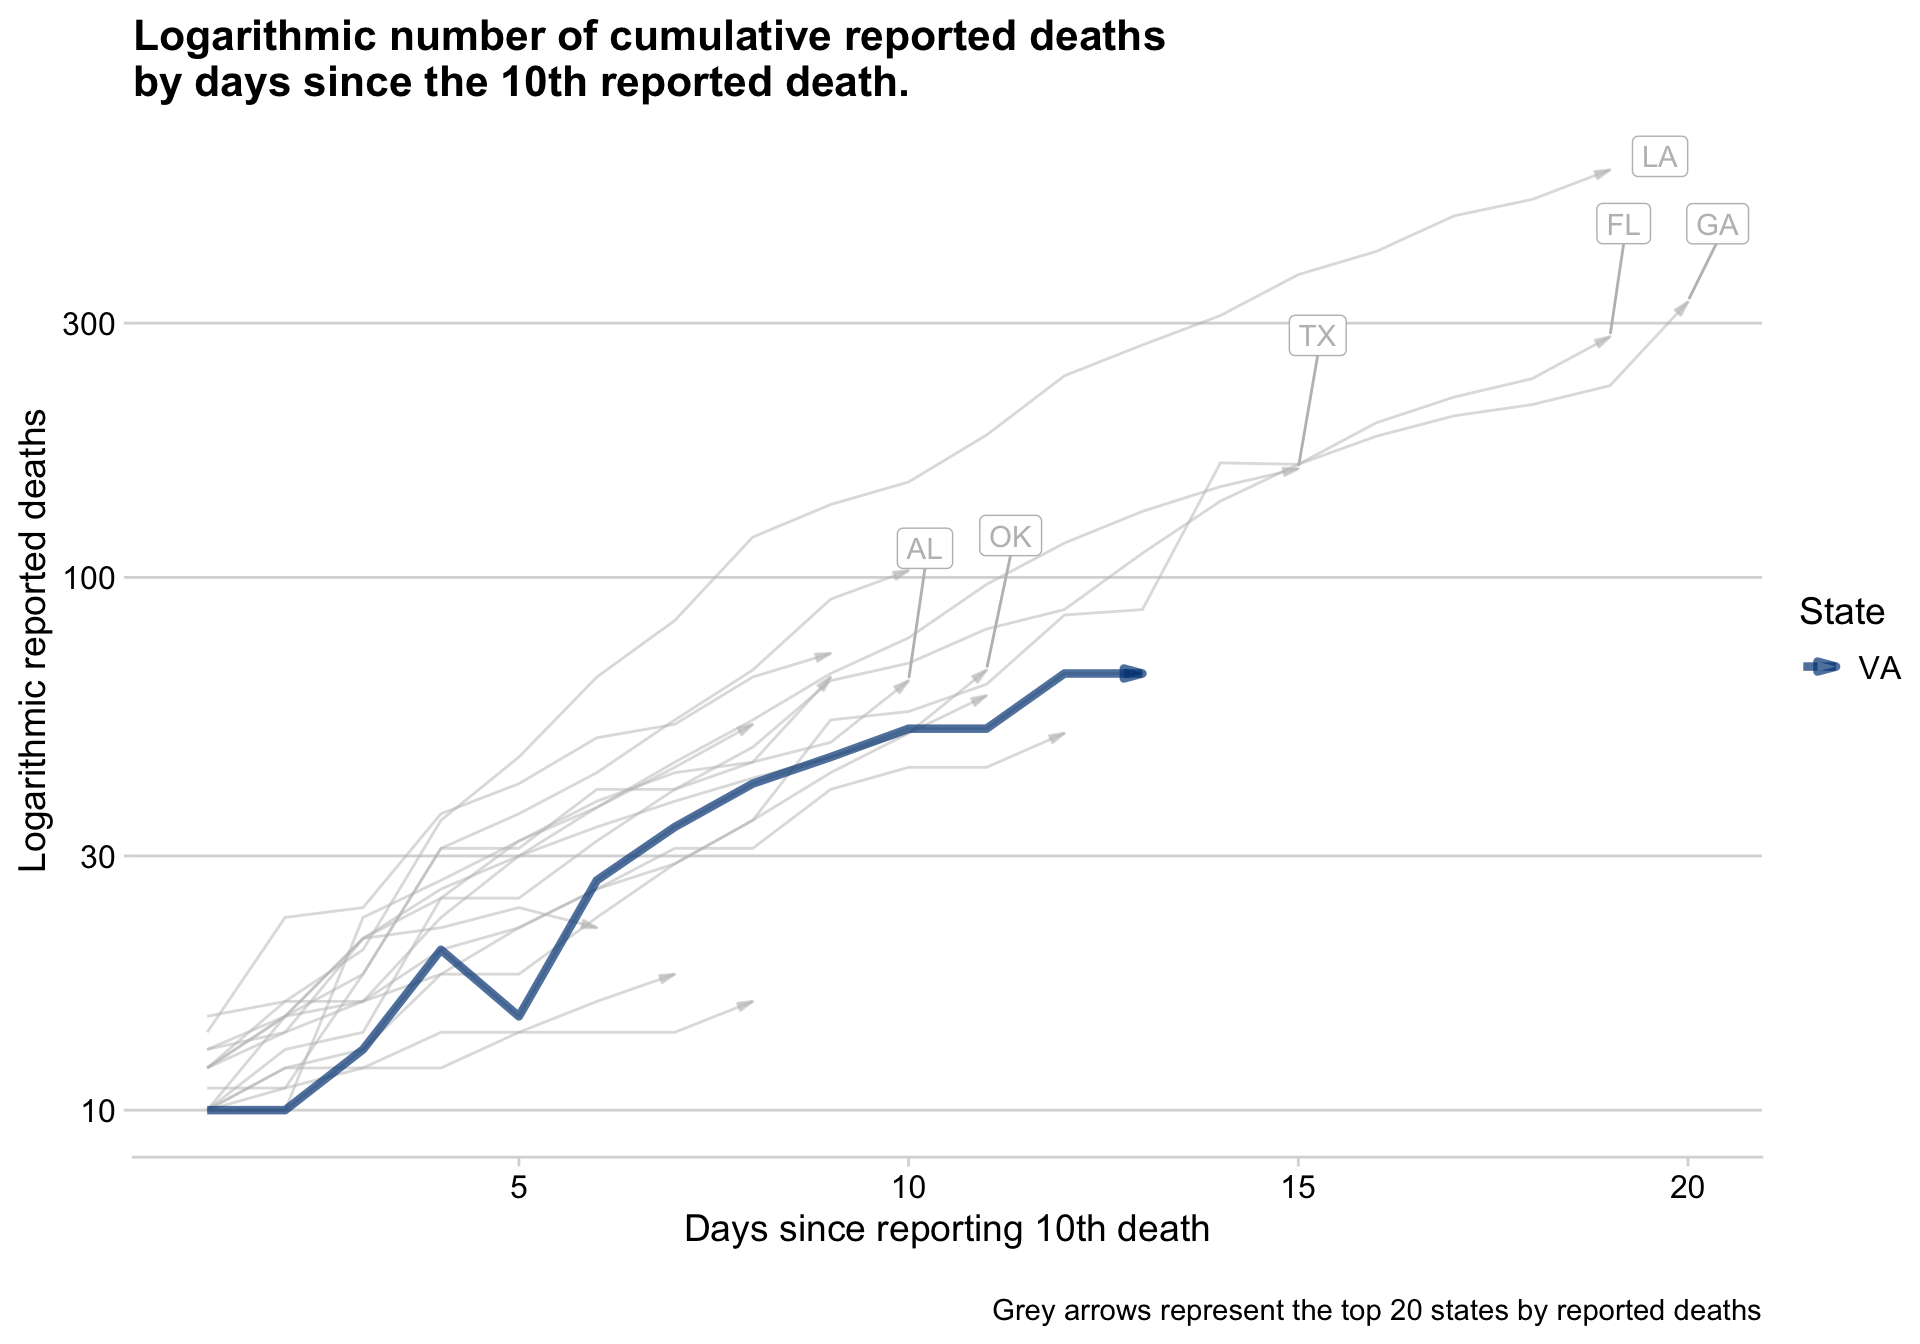 Logarithmic number of cumulative reported deaths
by days since the 10th reported death.
LA
FL
GA
300
TX
AL
OK
100
Logarithmic reported deaths
State
VA
30
10
5
10
15
20
Days since reporting 10th death
Grey arrows represent the top 20 states by reported deaths